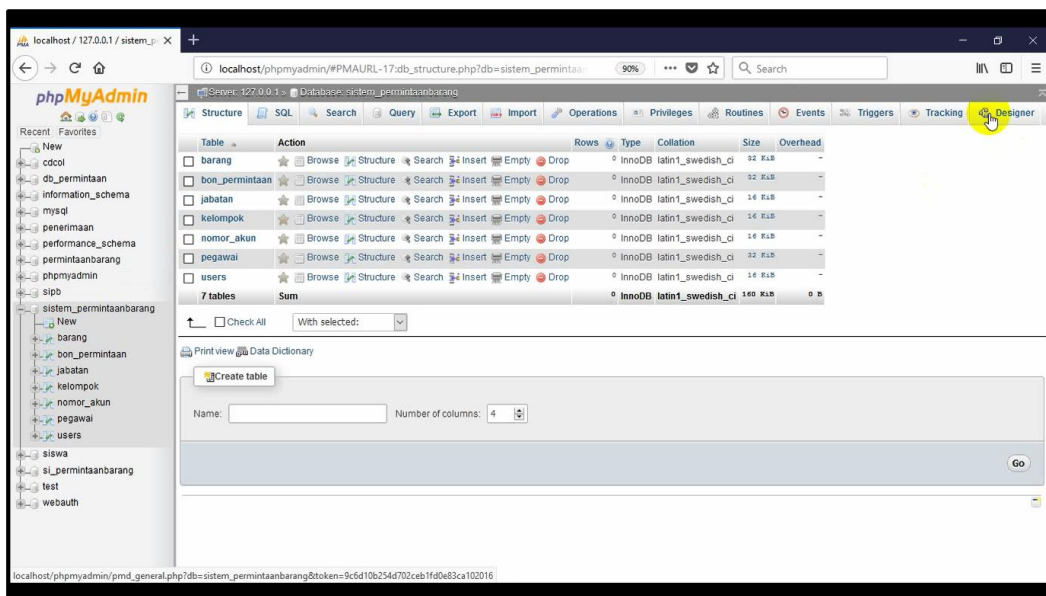 localhost / 127.0.0.1 / sistem_p
localhost/phpmyadmin/#PMAURL-17:db_structure.php?db=sistem_permintaan
90%
Search
phpMyAdmin
Recent Favorites
New
cdcol
db_permintaan
information_schema
mysql
penerimaan
performance_schema
permintaanbarang
phpmyadmin
sipb
sistem_permintaanbarang
New
barang
bon_permintaan
jabatan
kelompok
nomor_akun
pegawai
users
siswa
si_permintaanbarang
test
webauth
Server: 127.0.0.1 » Database: sistem_permintaanbarang
Structure SQL Search Query Export Import Operations Privileges Routines Events Triggers Tracking Designer
Table Action Rows Type Collation Size Overhead
barang Browse Structure Search Insert Empty Drop 0 InnoDB latin1_swedish_ci 32 KiB -
bon_permintaan Browse Structure Search Insert Empty Drop 0 InnoDB latin1_swedish_ci 32 KiB -
jabatan Browse Structure Search Insert Empty Drop 0 InnoDB latin1_swedish_ci 16 KiB -
kelompok Browse Structure Search Insert Empty Drop 0 InnoDB latin1_swedish_ci 16 KiB -
nomor_akun Browse Structure Search Insert Empty Drop 0 InnoDB latin1_swedish_ci 16 KiB -
pegawai Browse Structure Search Insert Empty Drop 0 InnoDB latin1_swedish_ci 32 KiB -
users Browse Structure Search Insert Empty Drop 0 InnoDB latin1_swedish_ci 16 KiB -
7 tables Sum 0 InnoDB latin1_swedish_ci 160 KiB 0 B
Check All With selected:
Print view Data Dictionary
Create table
Name: Number of columns: 4
Go
localhost/phpmyadmin/pmd_general.php?db=sistem_permintaanbarang&token=9c6d10b254d702ceb1fd0e83ca102016